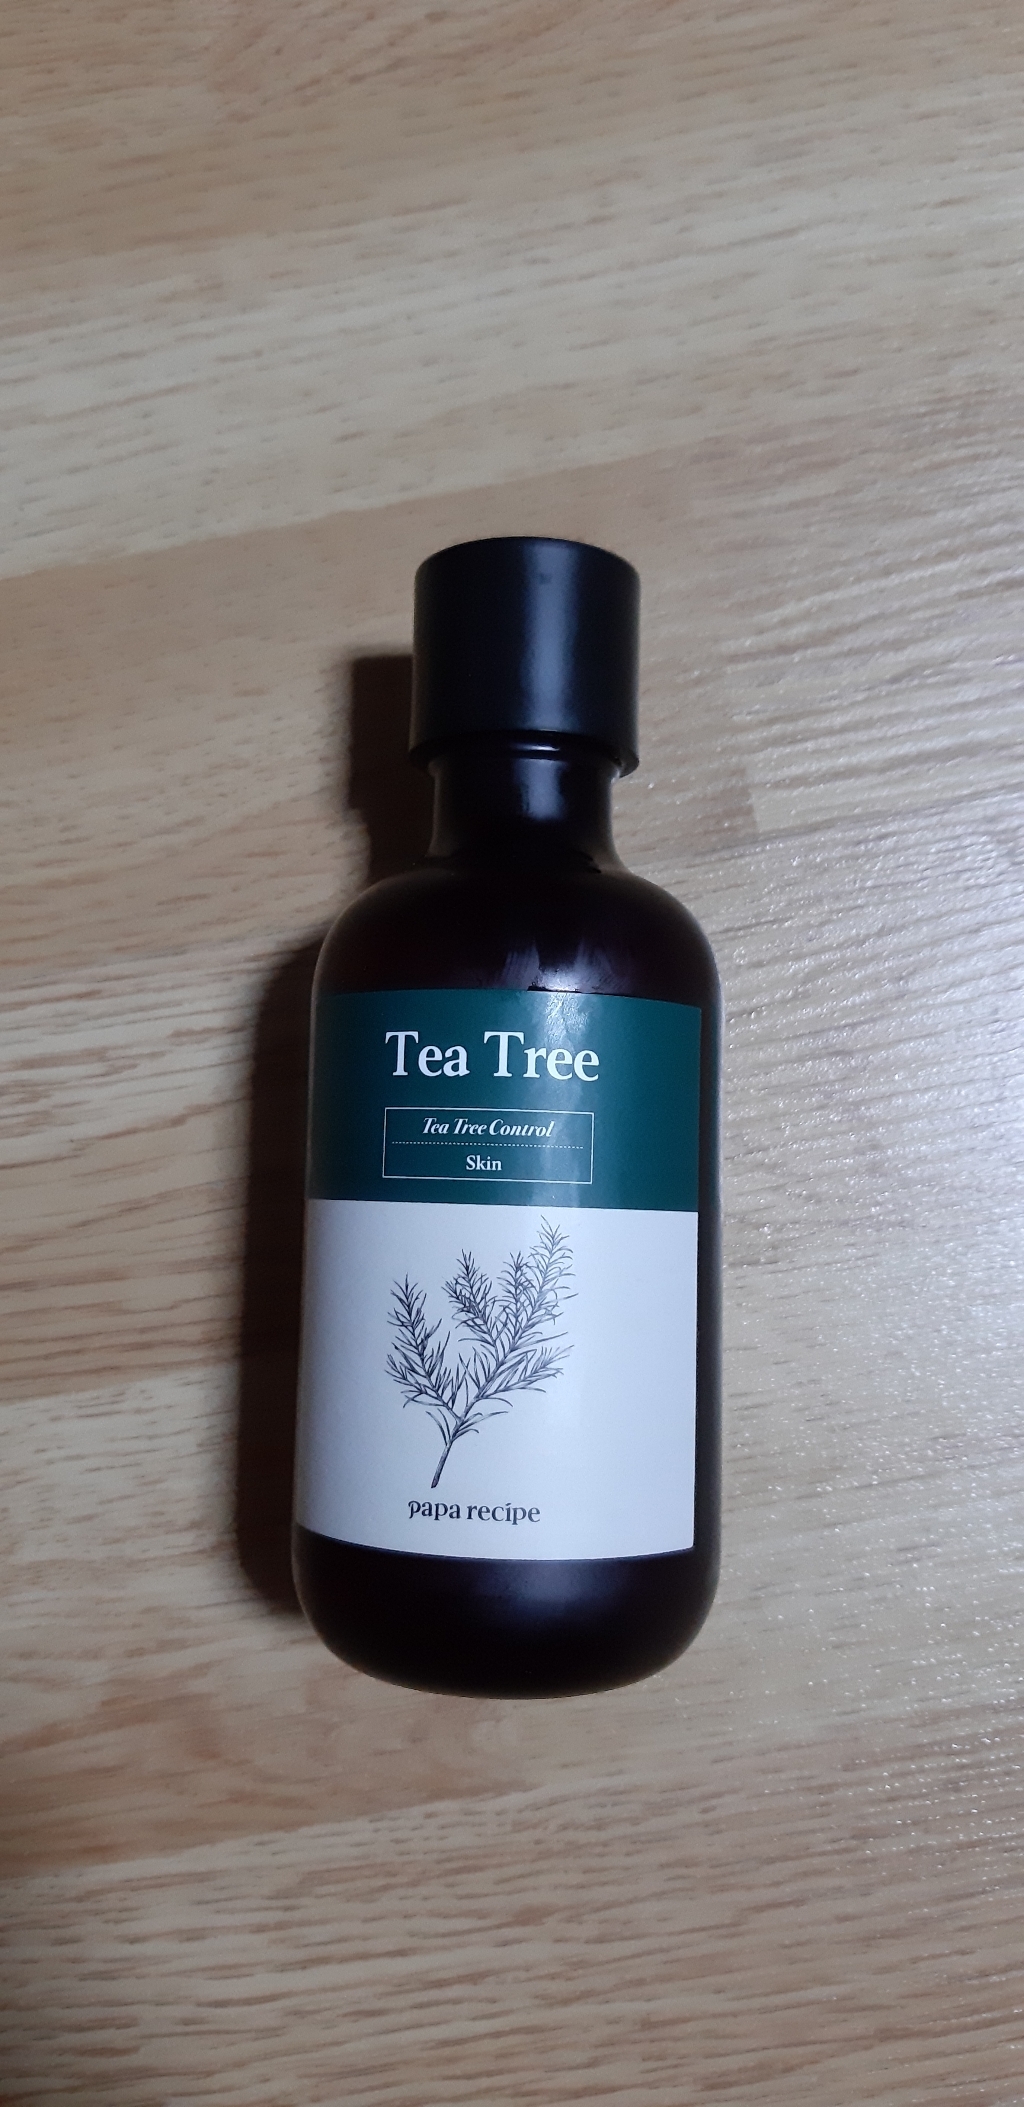 Tea Tree
Tea Tree Control
Skin
papa recipe